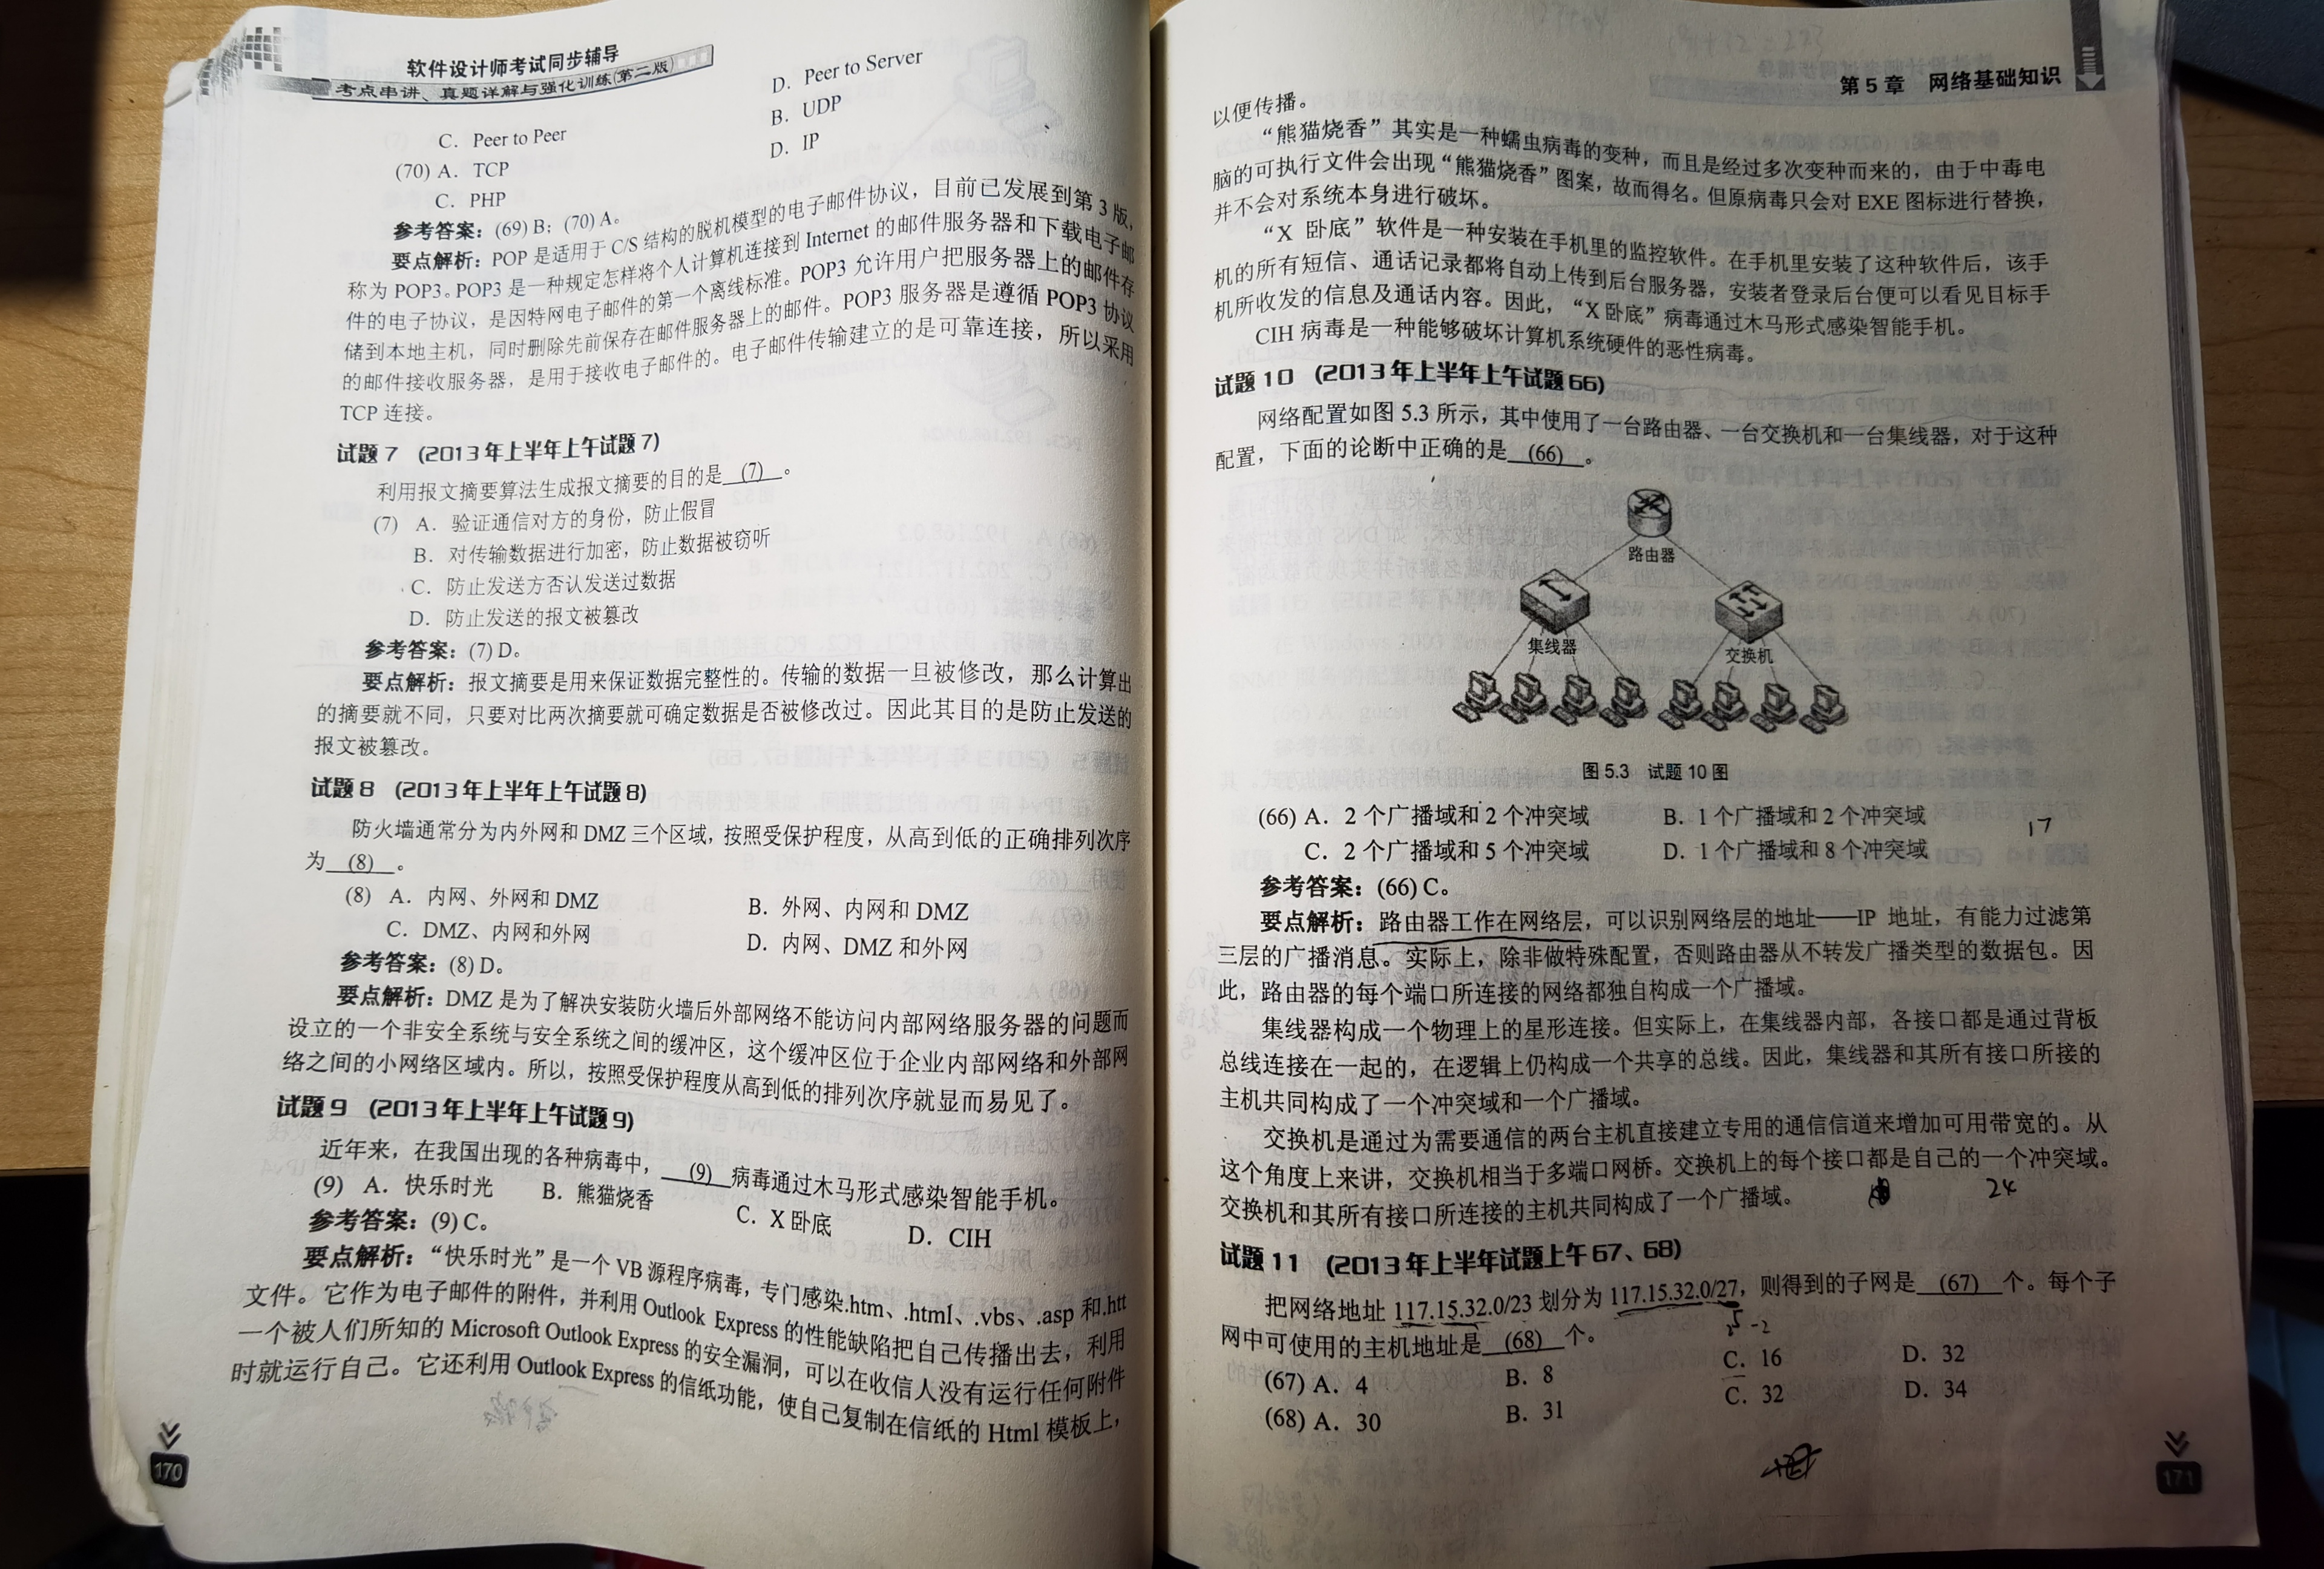 软件设计师考试同步辅导
考点串讲、真题详解与强化训练(第二版)
C. Peer to Peer
D. Peer to Server
(70) A. TCP
B. UDP
C. PHP
D. IP
参考答案：(69) B；(70) A。
要点解析：POP 是适用于 C/S 结构的脱机模型的电子邮件协议，目前已发展到第 3 版，
称为 POP3。POP3 是一种规定怎样将个人计算机连接到 Internet 的邮件服务器和下载电子邮
件的电子协议，是因特网电子邮件的第一个离线标准。POP3 允许用户把服务器上的邮件存
储到本地主机，同时删除先前保存在邮件服务器上的邮件。POP3 服务器是遵循 POP3 协议
的邮件接收服务器，是用于接收电子邮件的。电子邮件传输建立的是可靠连接，所以采用
TCP 连接。
试题 7 (2013 年上半年上午试题 7)
利用报文摘要算法生成报文摘要的目的是 (7) 。
(7) A. 验证通信对方的身份，防止假冒
B. 对传输数据进行加密，防止数据被窃听
C. 防止发送方否认发送过数据
D. 防止发送的报文被篡改
参考答案：(7) D。
要点解析：报文摘要是用来保证数据完整性的。传输的数据一旦被修改，那么计算出
的摘要就不同，只要对比两次摘要就可确定数据是否被修改过。因此其目的是防止发送的
报文被篡改。
试题 8 (2013 年上半年上午试题 8)
防火墙通常分为内外网和 DMZ 三个区域，按照受保护程度，从高到低的正确排列次序
为 (8) 。
(8) A. 内网、外网和 DMZ B. 外网、内网和 DMZ
C. DMZ、内网和外网 D. 内网、DMZ 和外网
参考答案：(8) D。
要点解析：DMZ 是为了解决安装防火墙后外部网络不能访问内部网络服务器的问题而
设立的一个非安全系统与安全系统之间的缓冲区，这个缓冲区位于企业内部网络和外部网
络之间的小网络区域内。所以，按照受保护程度从高到低的排列次序就显而易见了。
试题 9 (2013 年上半年上午试题 9)
近年来，在我国出现的各种病毒中， (9) 病毒通过木马形式感染智能手机。
(9) A. 快乐时光 B. 熊猫烧香 C. X 卧底 D. CIH
参考答案：(9) C。
要点解析：“快乐时光”是一个 VB 源程序病毒，专门感染.htm、.html、.vbs、.asp 和.htt
文件。它作为电子邮件的附件，并利用 Outlook Express 的性能缺陷把自己传播出去，利用
一个被人们所知的 Microsoft Outlook Express 的安全漏洞，可以在收信人没有运行任何附件
时就运行自己。它还利用 Outlook Express 的信纸功能，使自己复制在信纸的 Html 模板上，
170
第 5 章 网络基础知识
以便传播。
“熊猫烧香”其实是一种蠕虫病毒的变种，而且是经过多次变种而来的，由于中毒电
脑的可执行文件会出现“熊猫烧香”图案，故而得名。但原病毒只会对 EXE 图标进行替换，
并不会对系统本身进行破坏。
“X 卧底”软件是一种安装在手机里的监控软件。在手机里安装了这种软件后，该手
机的所有短信、通话记录都将自动上传到后台服务器，安装者登录后台便可以看见目标手
机所收发的信息及通话内容。因此，“X 卧底”病毒通过木马形式感染智能手机。
CIH 病毒是一种能够破坏计算机系统硬件的恶性病毒。
试题 10 (2013 年上半年上午试题 66)
网络配置如图 5.3 所示，其中使用了一台路由器、一台交换机和一台集线器，对于这种
配置，下面的论断中正确的是 (66) 。
路由器
集线器
交换机
图 5.3 试题 10 图
(66) A. 2 个广播域和 2 个冲突域 B. 1 个广播域和 2 个冲突域
17
C. 2 个广播域和 5 个冲突域 D. 1 个广播域和 8 个冲突域
参考答案：(66) C。
要点解析：路由器工作在网络层，可以识别网络层的地址——IP 地址，有能力过滤第
三层的广播消息。实际上，除非做特殊配置，否则路由器从不转发广播类型的数据包。因
此，路由器的每个端口所连接的网络都独自构成一个广播域。
集线器构成一个物理上的星形连接。但实际上，在集线器内部，各接口都是通过背板
总线连接在一起的，在逻辑上仍构成一个共享的总线。因此，集线器和其所有接口所接的
主机共同构成了一个冲突域和一个广播域。
交换机是通过为需要通信的两台主机直接建立专用的通信信道来增加可用带宽的。从
这个角度上来讲，交换机相当于多端口网桥。交换机上的每个接口都是自己的一个冲突域。
交换机和其所有接口所连接的主机共同构成了一个广播域。
24
试题 11 (2013 年上半年试题上午 67、68)
把网络地址 117.15.32.0/23 划分为 117.15.32.0/27，则得到的子网是 (67) 个。每个子
网中可使用的主机地址是 (68) 个。
2⁵-2
(67) A. 4 B. 8 C. 16 D. 32
(68) A. 30 B. 31 C. 32 D. 34
171